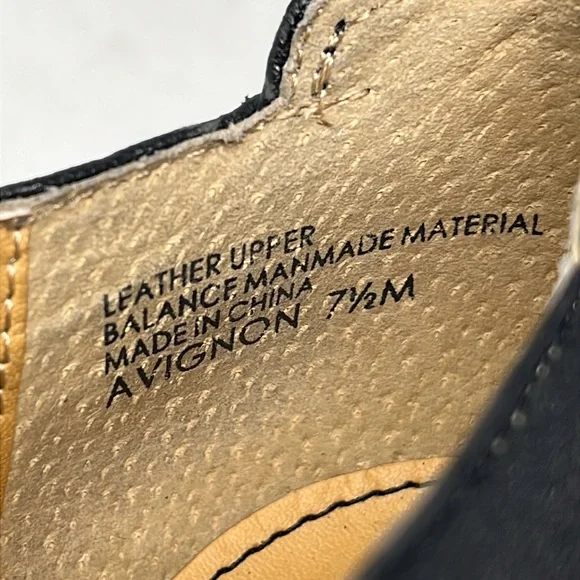 LEATHER UPPER
BALANCE MANMADE MATERIAL
MADE IN CHINA
AVIGNON 7½M